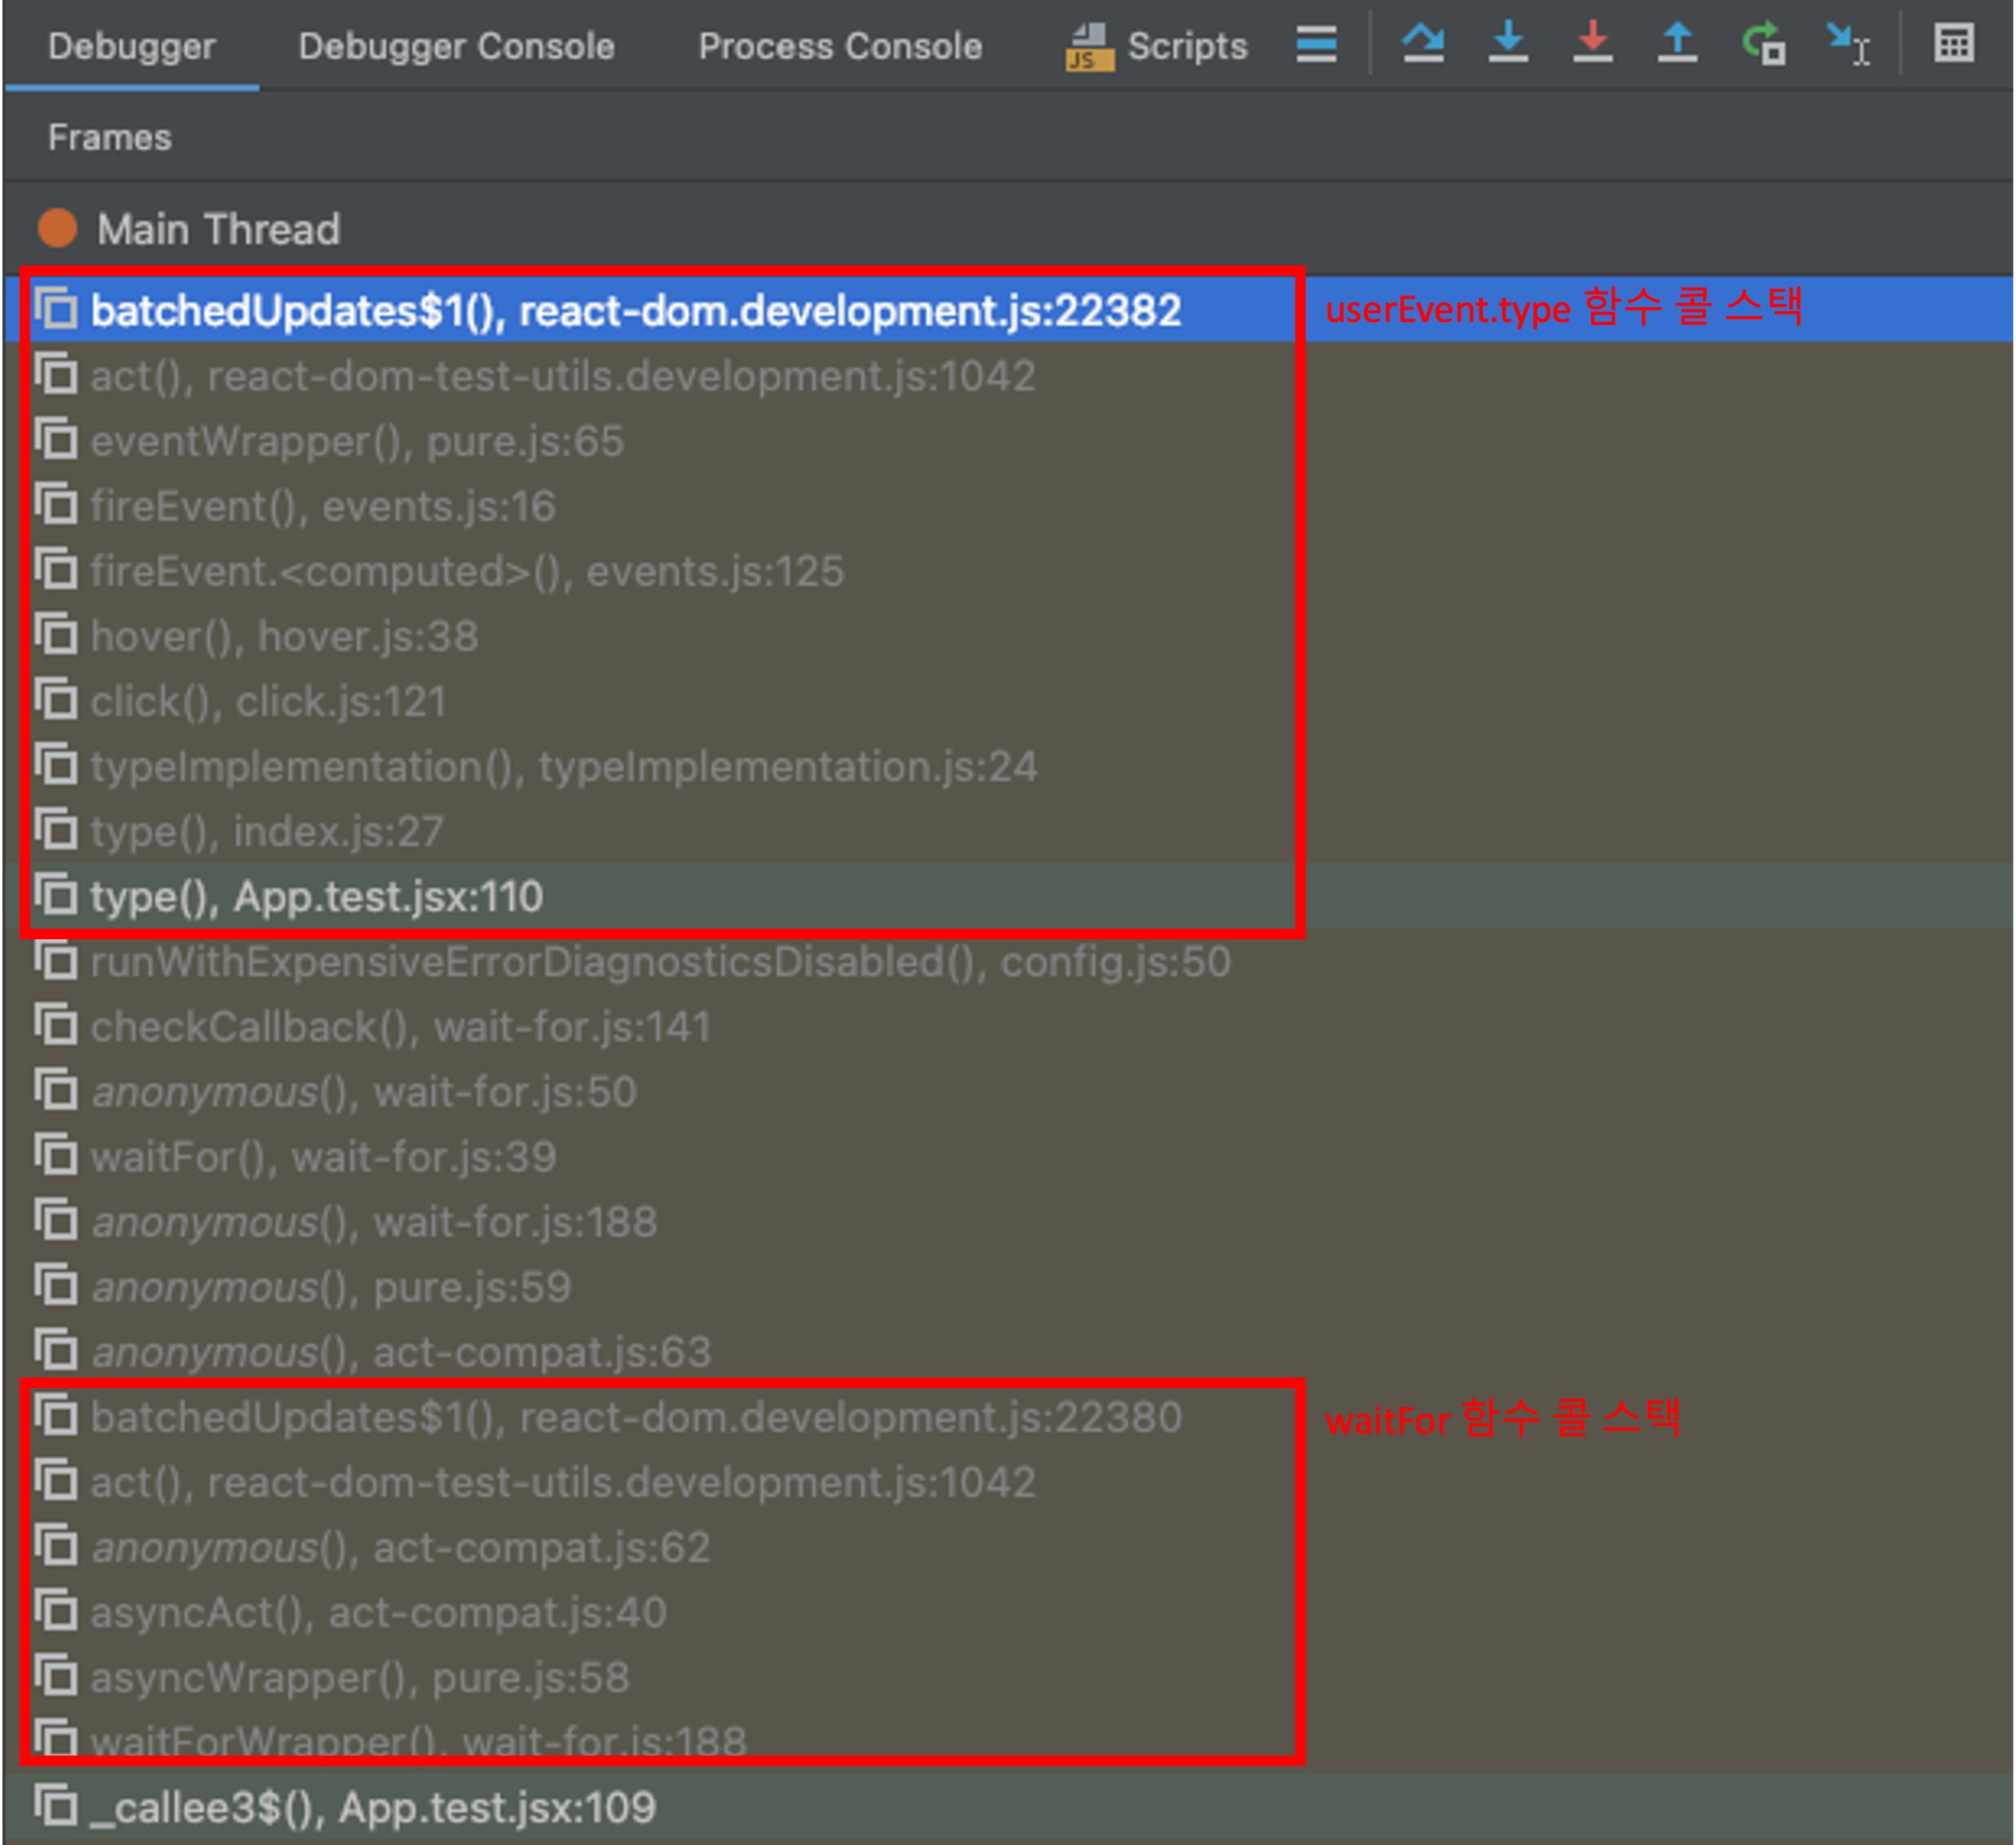 Debugger Debugger Console Process Console JS Scripts
Frames
Main Thread
batchedUpdates$1(), react-dom.development.js:22382 userEvent.type 함수 콜 스택
act(), react-dom-test-utils.development.js:1042
eventWrapper(), pure.js:65
fireEvent(), events.js:16
fireEvent.<computed>(), events.js:125
hover(), hover.js:38
click(), click.js:121
typeImplementation(), typeImplementation.js:24
type(), index.js:27
type(), App.test.jsx:110
runWithExpensiveErrorDiagnosticsDisabled(), config.js:50
checkCallback(), wait-for.js:141
anonymous(), wait-for.js:50
waitFor(), wait-for.js:39
anonymous(), wait-for.js:188
anonymous(), pure.js:59
anonymous(), act-compat.js:63
batchedUpdates$1(), react-dom.development.js:22380 waitFor 함수 콜 스택
act(), react-dom-test-utils.development.js:1042
anonymous(), act-compat.js:62
asyncAct(), act-compat.js:40
asyncWrapper(), pure.js:58
waitForWrapper(), wait-for.js:188
_callee3$(), App.test.jsx:109